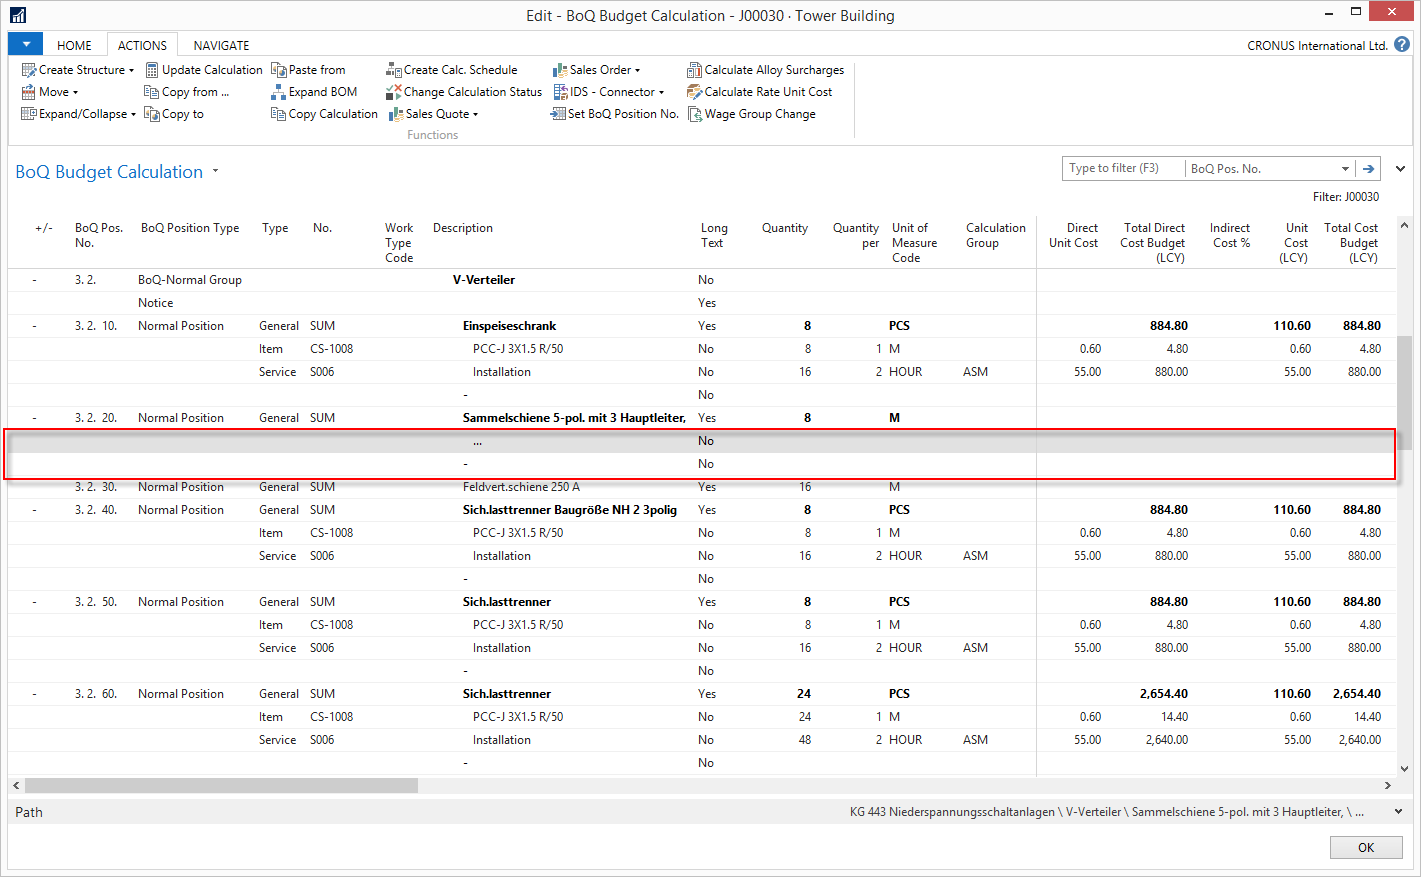 Edit - BoQ Budget Calculation - J00030 · Tower Building
HOME ACTIONS NAVIGATE CRONUS International Ltd. ?
Create Structure Update Calculation Paste from Create Calc. Schedule Sales Order Calculate Alloy Surcharges
Move Copy from ... Expand BOM Change Calculation Status IDS - Connector Calculate Rate Unit Cost
Expand/Collapse Copy to Copy Calculation Sales Quote Set BoQ Position No. Wage Group Change
Functions
BoQ Budget Calculation Type to filter (F3) BoQ Pos. No.
Filter: J00030
+/- BoQ Pos. BoQ Position Type Type No. Work Description Long Quantity Quantity Unit of Calculation Direct Total Direct Indirect Unit Total Cost
No. Type Text per Measure Group Unit Cost Cost Budget Cost % Cost Budget
Code Code (LCY) (LCY) (LCY)
- 3. 2. BoQ-Normal Group V-Verteiler No
Notice Yes
- 3. 2. 10. Normal Position General SUM Einspeiseschrank Yes 8 PCS 884.80 110.60 884.80
Item CS-1008 PCC-J 3X1.5 R/50 No 8 1 M 0.60 4.80 0.60 4.80
Service S006 Installation No 16 2 HOUR ASM 55.00 880.00 55.00 880.00
- No
- 3. 2. 20. Normal Position General SUM Sammelschiene 5-pol. mit 3 Hauptleiter, Yes 8 M
... No
- No
3. 2. 30. Normal Position General SUM Feldvert.schiene 250 A Yes 16 M
- 3. 2. 40. Normal Position General SUM Sich.lasttrenner Baugröße NH 2 3polig Yes 8 PCS 884.80 110.60 884.80
Item CS-1008 PCC-J 3X1.5 R/50 No 8 1 M 0.60 4.80 0.60 4.80
Service S006 Installation No 16 2 HOUR ASM 55.00 880.00 55.00 880.00
- No
- 3. 2. 50. Normal Position General SUM Sich.lasttrenner Yes 8 PCS 884.80 110.60 884.80
Item CS-1008 PCC-J 3X1.5 R/50 No 8 1 M 0.60 4.80 0.60 4.80
Service S006 Installation No 16 2 HOUR ASM 55.00 880.00 55.00 880.00
- No
- 3. 2. 60. Normal Position General SUM Sich.lasttrenner Yes 24 PCS 2,654.40 110.60 2,654.40
Item CS-1008 PCC-J 3X1.5 R/50 No 24 1 M 0.60 14.40 0.60 14.40
Service S006 Installation No 48 2 HOUR ASM 55.00 2,640.00 55.00 2,640.00
- No
Path KG 443 Niederspannungsschaltanlagen \ V-Verteiler \ Sammelschiene 5-pol. mit 3 Hauptleiter, \ ...
OK